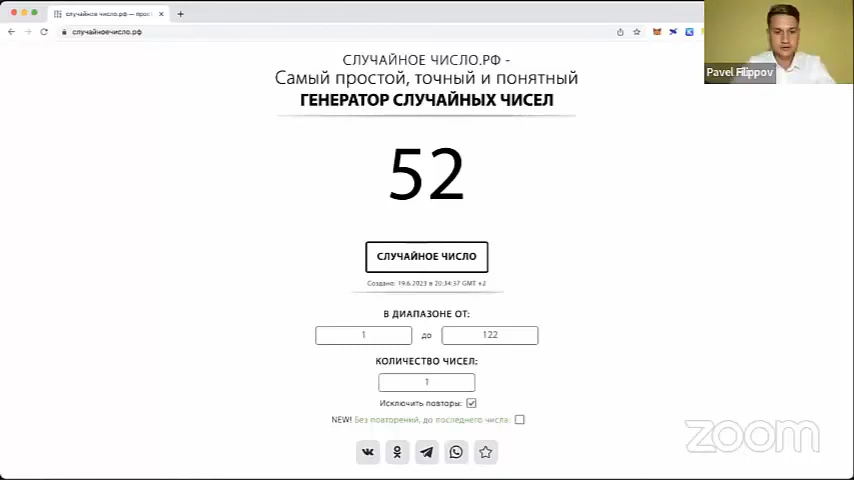 случайное число.рф — прост
случайноечисло.рф
Pavel Filippov
СЛУЧАЙНОЕ ЧИСЛО.РФ -
Самый простой, точный и понятный
ГЕНЕРАТОР СЛУЧАЙНЫХ ЧИСЕЛ
52
СЛУЧАЙНОЕ ЧИСЛО
Создано: 19.6.2023 в 20:34:37 GMT +2
В ДИАПАЗОНЕ ОТ:
1 до 122
КОЛИЧЕСТВО ЧИСЕЛ:
1
Исключить повторы:
NEW! Без повторений, до последнего числа:
zoom